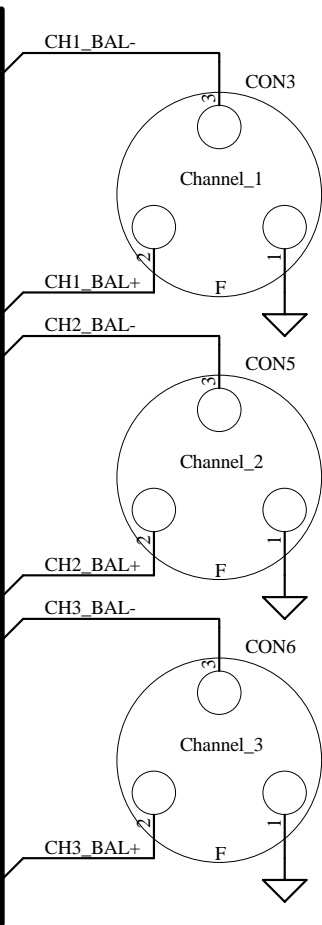 CH1_BAL-
CON3
3
Channel_1
2
1
CH1_BAL+
F
CH2_BAL-
CON5
3
Channel_2
2
1
CH2_BAL+
F
CH3_BAL-
CON6
3
Channel_3
2
1
CH3_BAL+
F